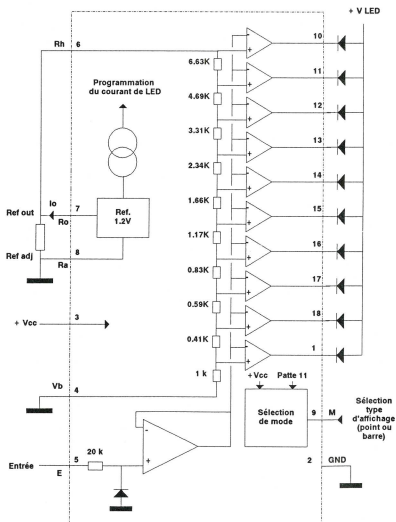 + V LED
Rh 6
10
6.63K
Programmation
du courant de LED
11
4.69K
12
3.31K
13
2.34K
14
1.66K
Ref out
Io
Ro
7
Ref.
1.2V
15
1.17K
16
Ref adj
Ra
8
0.83K
17
0.59K
18
+ Vcc
3
0.41K
1
1 k
Vb
4
+Vcc Patte 11
Sélection
de mode
9 M
Sélection
type
d'affichage
(point ou
barre)
-
+
20 k
Entrée
5
E
2 GND